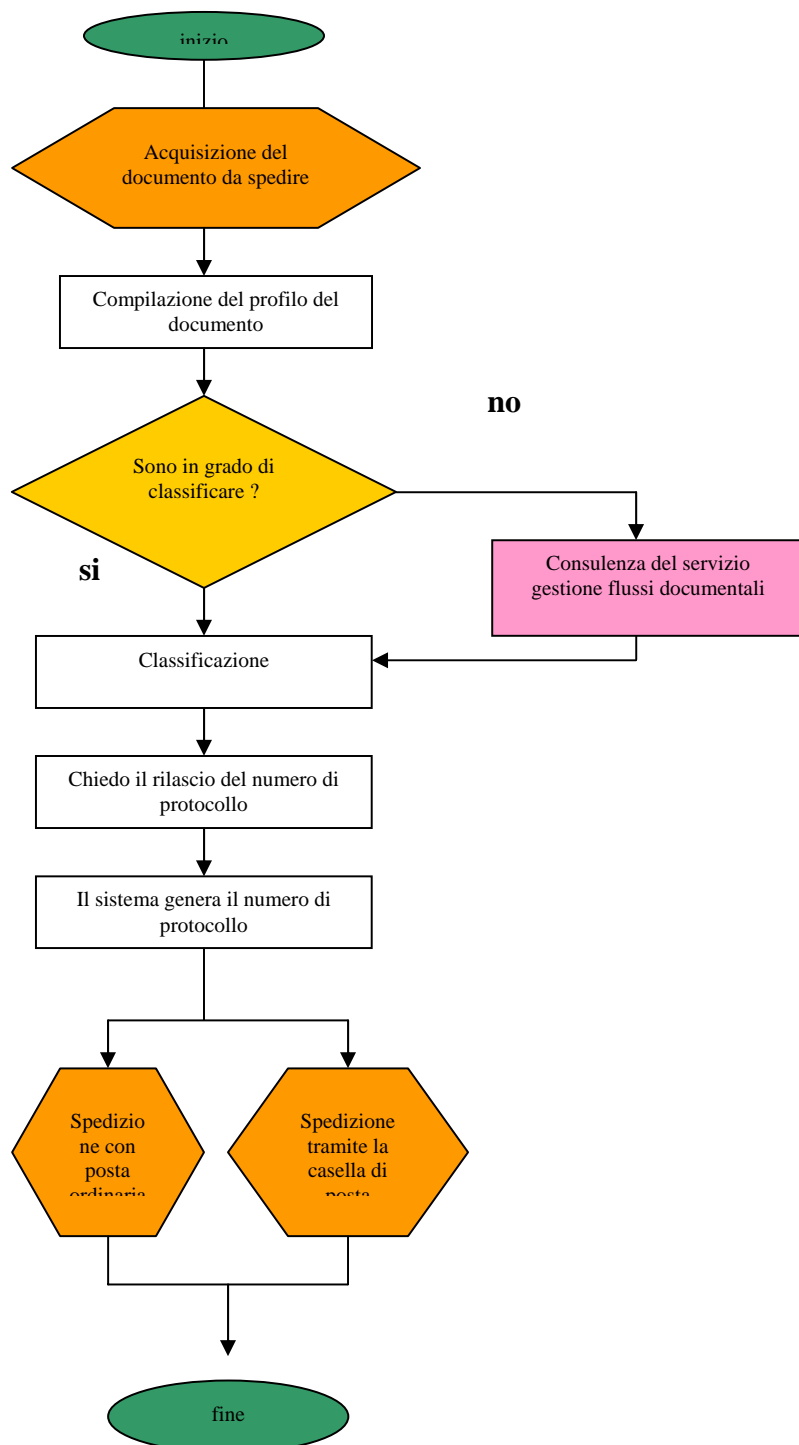 inizio
Acquisizione del
documento da spedire
Compilazione del profilo del
documento
no
Sono in grado di
classificare ?
si
Consulenza del servizio
gestione flussi documentali
Classificazione
Chiedo il rilascio del numero di
protocollo
Il sistema genera il numero di
protocollo
Spedizio
ne con
posta
ordinaria
Spedizione
tramite la
casella di
posta
fine